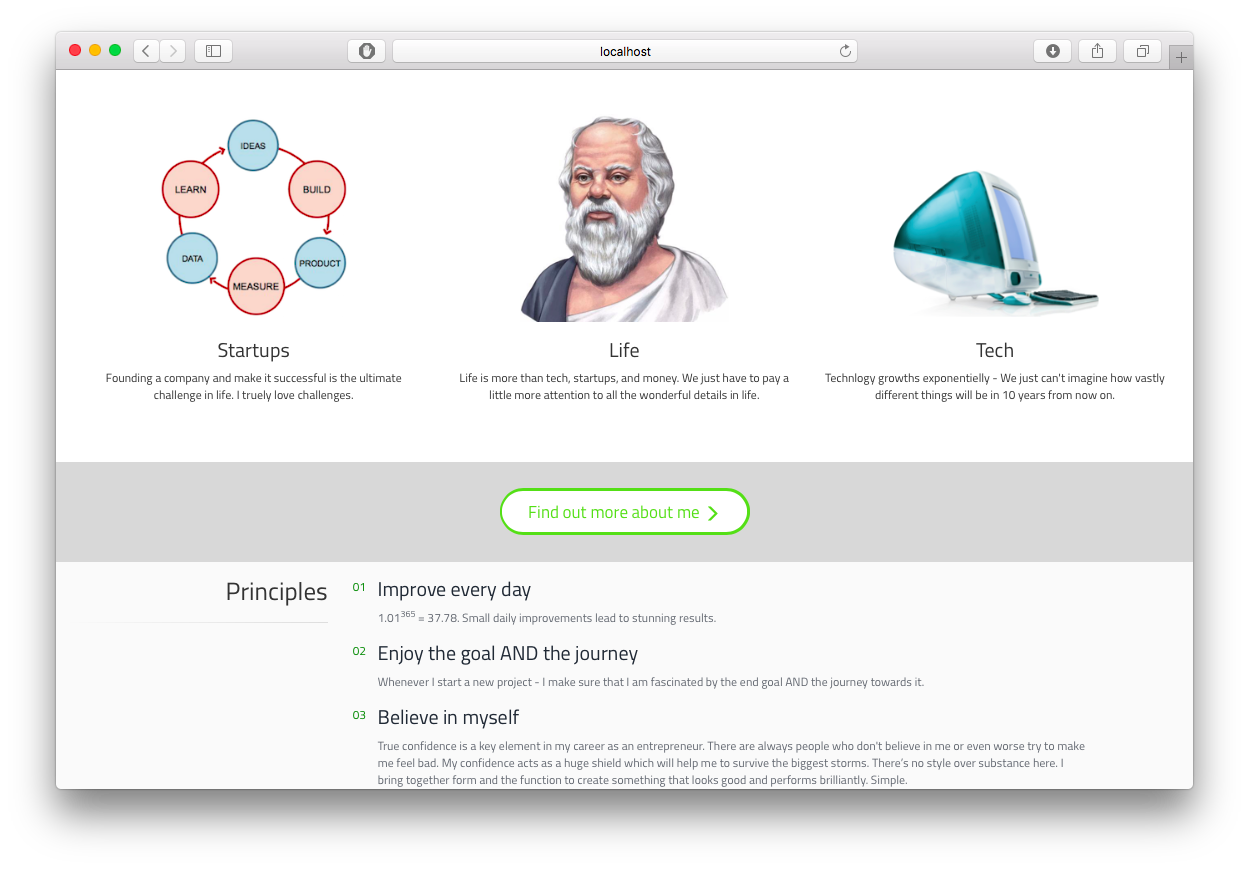 localhost
IDEAS
LEARN
BUILD
DATA
PRODUCT
MEASURE
Startups
Founding a company and make it successful is the ultimate
challenge in life. I truely love challenges.
Life
Life is more than tech, startups, and money. We just have to pay a
little more attention to all the wonderful details in life.
Tech
Technlogy growths exponentielly - We just can't imagine how vastly
different things will be in 10 years from now on.
Find out more about me
Principles
01 Improve every day
1.01³⁶⁵ = 37.78. Small daily improvements lead to stunning results.
02 Enjoy the goal AND the journey
Whenever I start a new project - I make sure that I am fascinated by the end goal AND the journey towards it.
03 Believe in myself
True confidence is a key element in my career as an entrepreneur. There are always people who don't believe in me or even worse try to make
me feel bad. My confidence acts as a huge shield which will help me to survive the biggest storms. There's no style over substance here. I
bring together form and the function to create something that looks good and performs brilliantly. Simple.